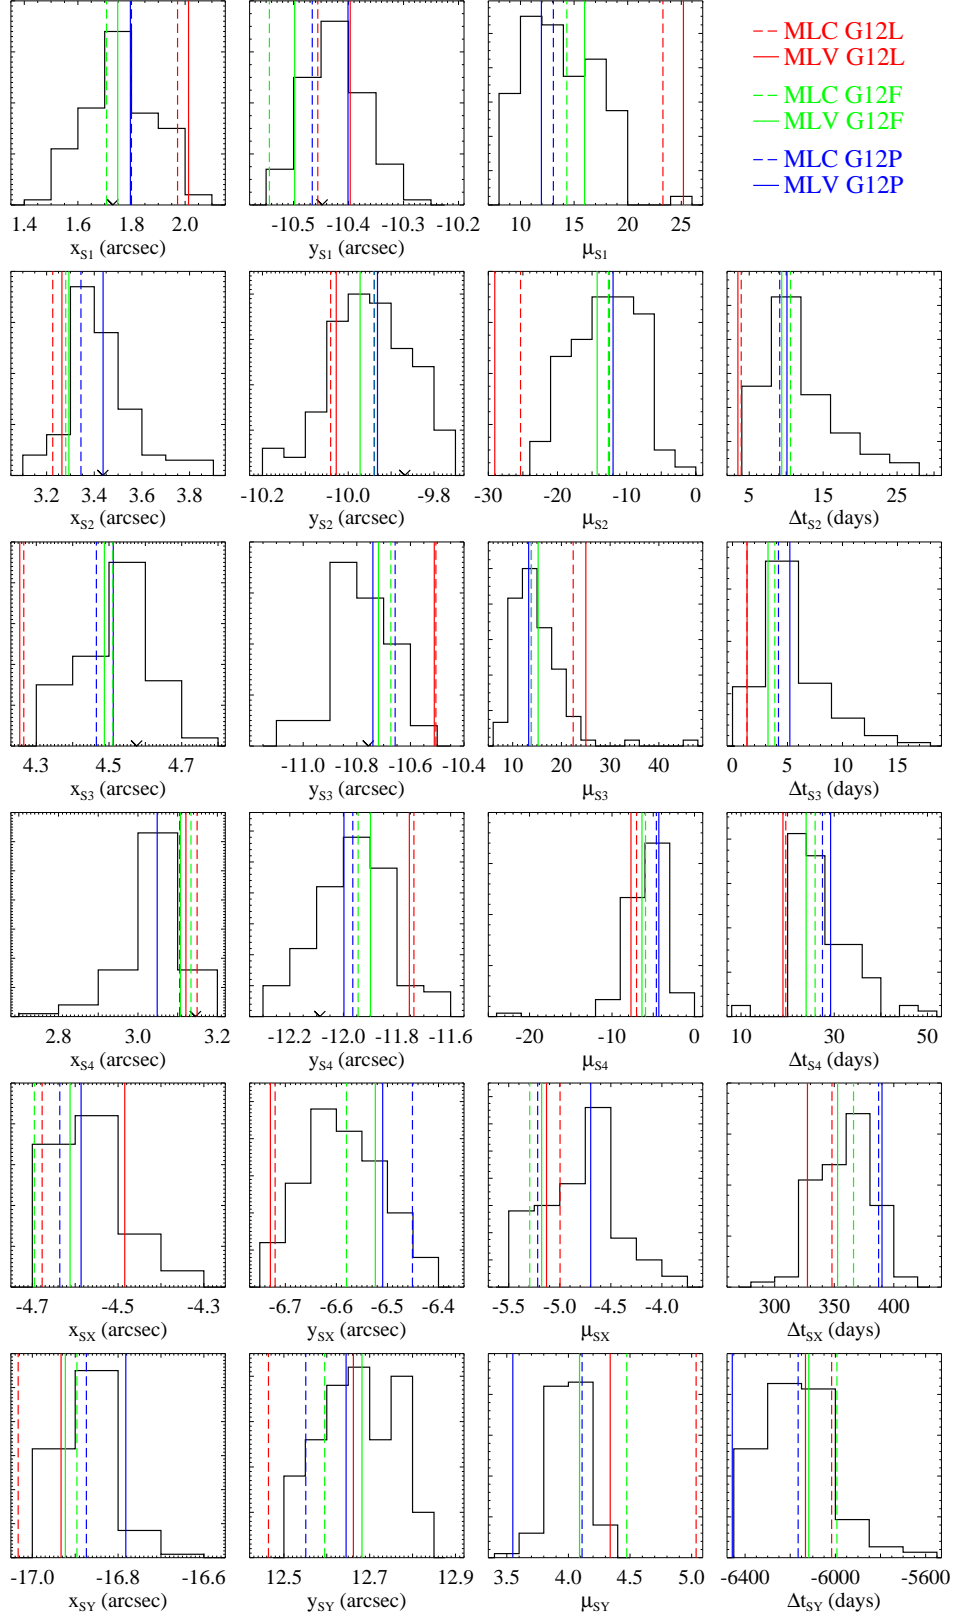 MLC G12L
MLV G12L
MLC G12F
MLV G12F
MLC G12P
MLV G12P
1.4 1.6 1.8 2.0
x_S1 (arcsec)
-10.5 -10.4 -10.3 -10.2
y_S1 (arcsec)
10 15 20 25
μ_S1
3.2 3.4 3.6 3.8
x_S2 (arcsec)
-10.2 -10.0 -9.8
y_S2 (arcsec)
-30 -20 -10 0
μ_S2
5 15 25
Δt_S2 (days)
4.3 4.5 4.7
x_S3 (arcsec)
-11.0 -10.8 -10.6 -10.4
y_S3 (arcsec)
10 20 30 40
μ_S3
0 5 10 15
Δt_S3 (days)
2.8 3.0 3.2
x_S4 (arcsec)
-12.2 -12.0 -11.8 -11.6
y_S4 (arcsec)
-20 -10 0
μ_S4
10 20 30 40 50
Δt_S4 (days)
-4.7 -4.5 -4.3
x_SX (arcsec)
-6.7 -6.6 -6.5 -6.4
y_SX (arcsec)
-5.5 -5.0 -4.5 -4.0
μ_SX
300 350 400
Δt_SX (days)
-17.0 -16.8 -16.6
x_SY (arcsec)
12.5 12.7 12.9
y_SY (arcsec)
3.5 4.0 4.5 5.0
μ_SY
-6400 -6000 -5600
Δt_SY (days)